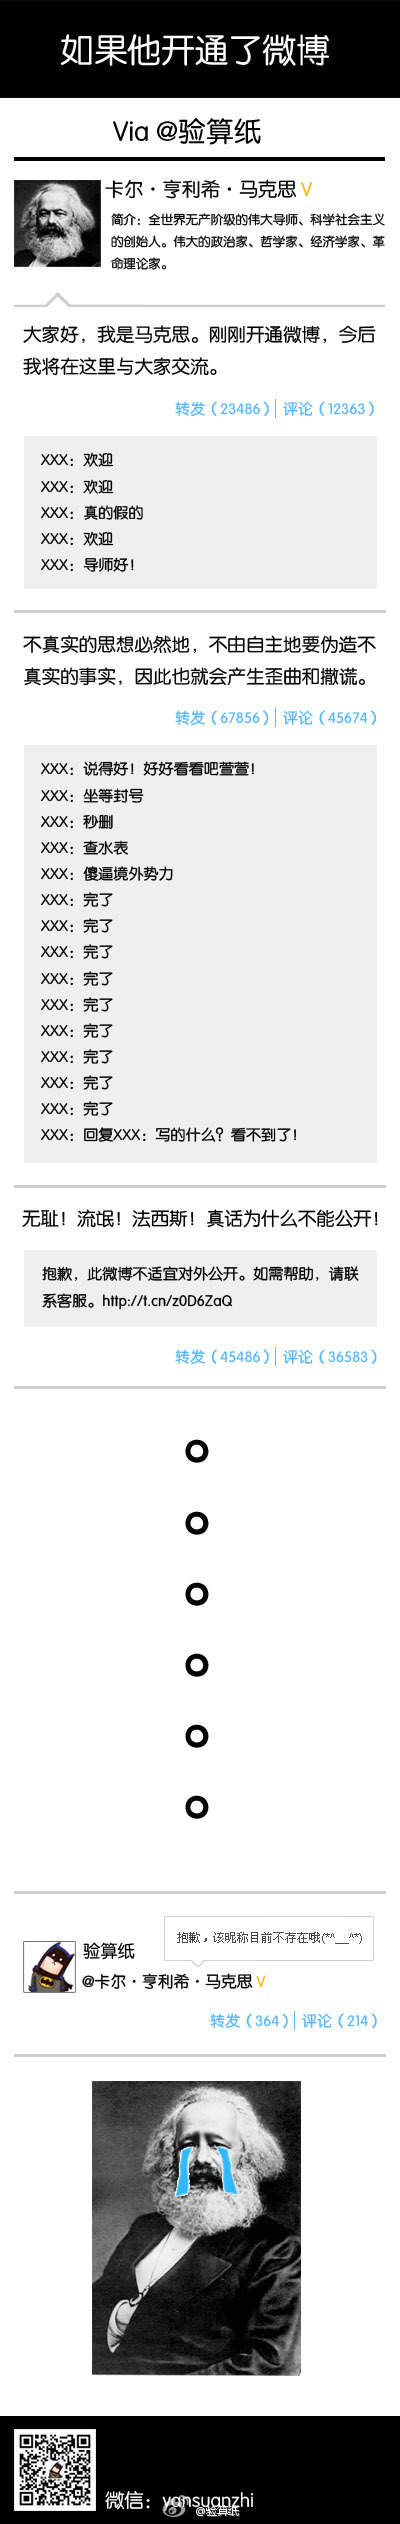 如果他开通了微博
Via @验算纸
卡尔·亨利希·马克思 V
简介：全世界无产阶级的伟大导师、科学社会主义
的创始人。伟大的政治家、哲学家、经济学家、革
命理论家。
大家好，我是马克思。刚刚开通微博，今后
我将在这里与大家交流。
转发（23486）| 评论（12363）
XXX：欢迎
XXX：欢迎
XXX：真的假的
XXX：欢迎
XXX：导师好！
不真实的思想必然地，不由自主地要伪造不
真实的事实，因此也就会产生歪曲和撒谎。
转发（67856）| 评论（45674）
XXX：说得好！好好看看吧萱萱！
XXX：坐等封号
XXX：秒删
XXX：查水表
XXX：傻逼境外势力
XXX：完了
XXX：完了
XXX：完了
XXX：完了
XXX：完了
XXX：完了
XXX：完了
XXX：完了
XXX：完了
XXX：回复XXX：写的什么？看不到了！
无耻！流氓！法西斯！真话为什么不能公开！
抱歉，此微博不适宜对外公开。如需帮助，请联
系客服。http://t.cn/z0D6ZaQ
转发（45486）| 评论（36583）
抱歉，该昵称目前不存在哦(*^__^*)
验算纸
@卡尔·亨利希·马克思 V
转发（364）| 评论（214）
微信：yansuanzhi
@验算纸